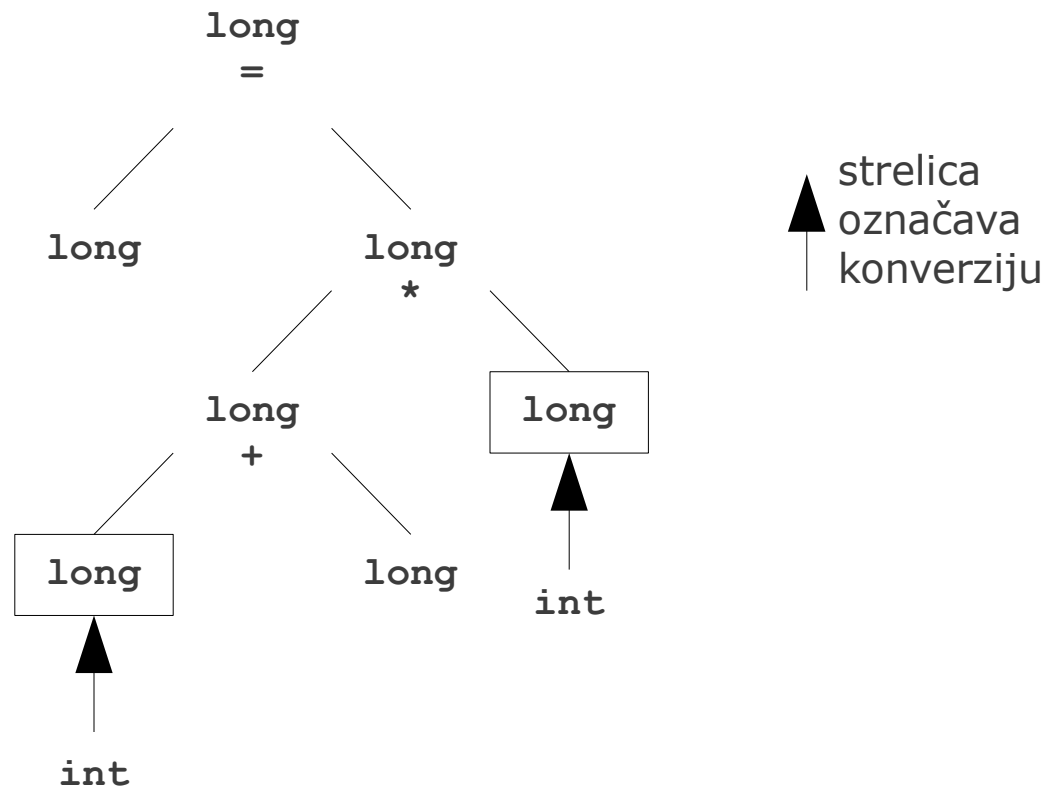 long
=
strelica
označava
konverziju
long
long
*
long
+
long
long
long
int
int